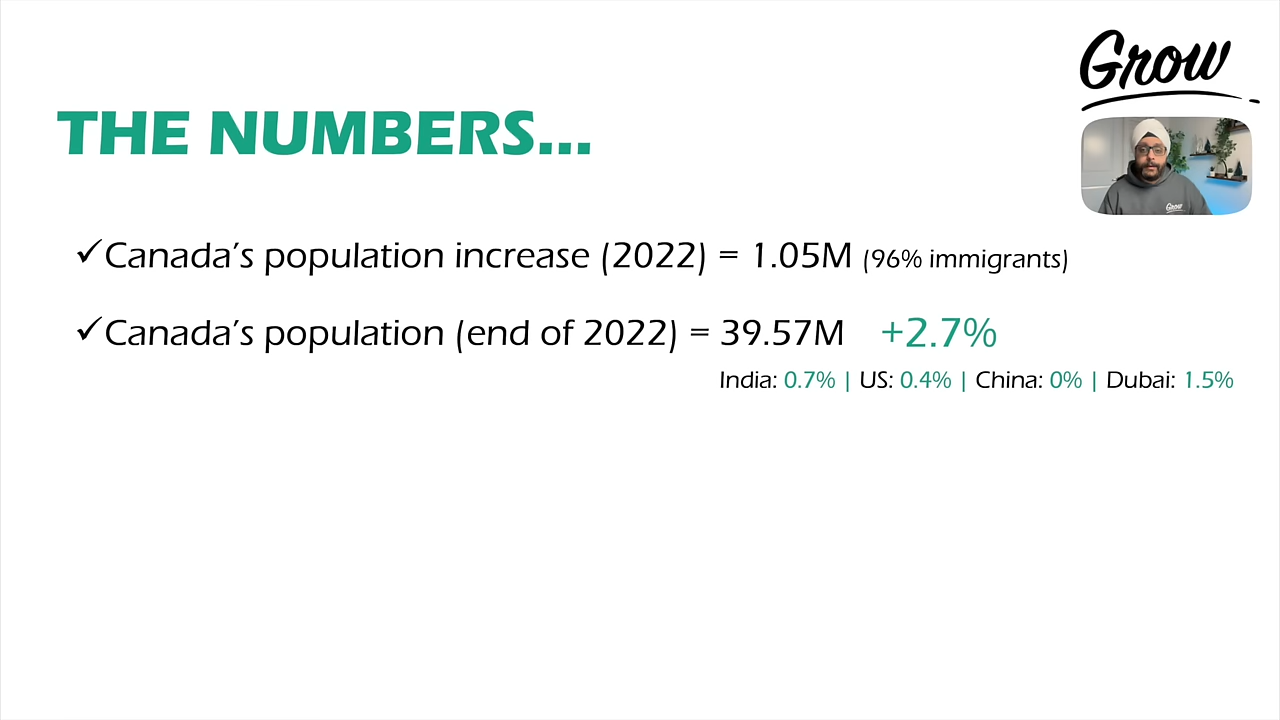 Grow
THE NUMBERS...
✓Canada's population increase (2022) = 1.05M (96% immigrants)
✓Canada's population (end of 2022) = 39.57M +2.7%
India: 0.7% | US: 0.4% | China: 0% | Dubai: 1.5%
Grow